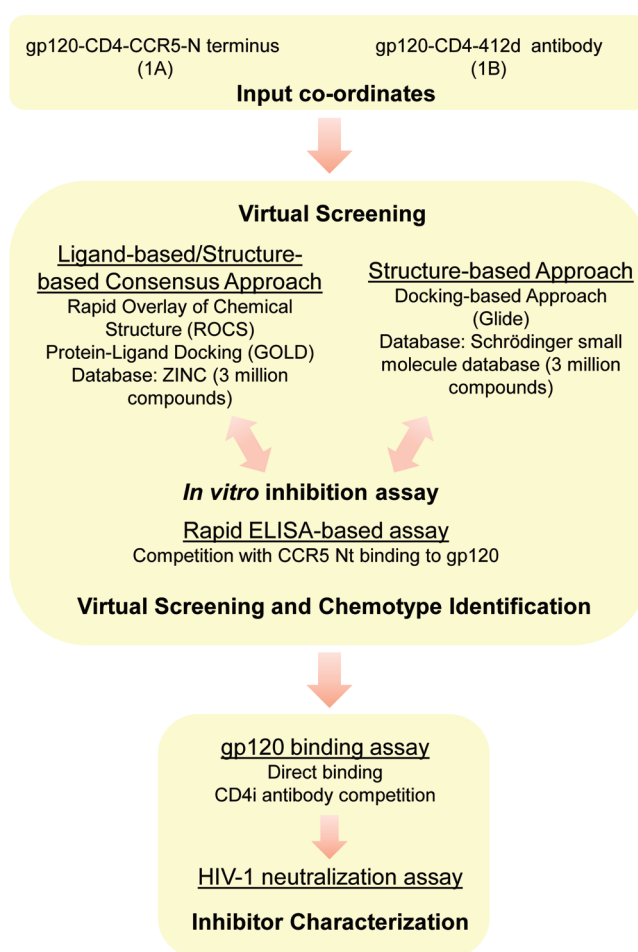 gp120-CD4-CCR5-N terminus
(1A)
gp120-CD4-412d antibody
(1B)
Input co-ordinates
Virtual Screening
Ligand-based/Structure-
based Consensus Approach
Rapid Overlay of Chemical
Structure (ROCS)
Protein-Ligand Docking (GOLD)
Database: ZINC (3 million
compounds)
Structure-based Approach
Docking-based Approach
(Glide)
Database: Schrödinger small
molecule database (3 million
compounds)
In vitro inhibition assay
Rapid ELISA-based assay
Competition with CCR5 Nt binding to gp120
Virtual Screening and Chemotype Identification
gp120 binding assay
Direct binding
CD4i antibody competition
HIV-1 neutralization assay
Inhibitor Characterization